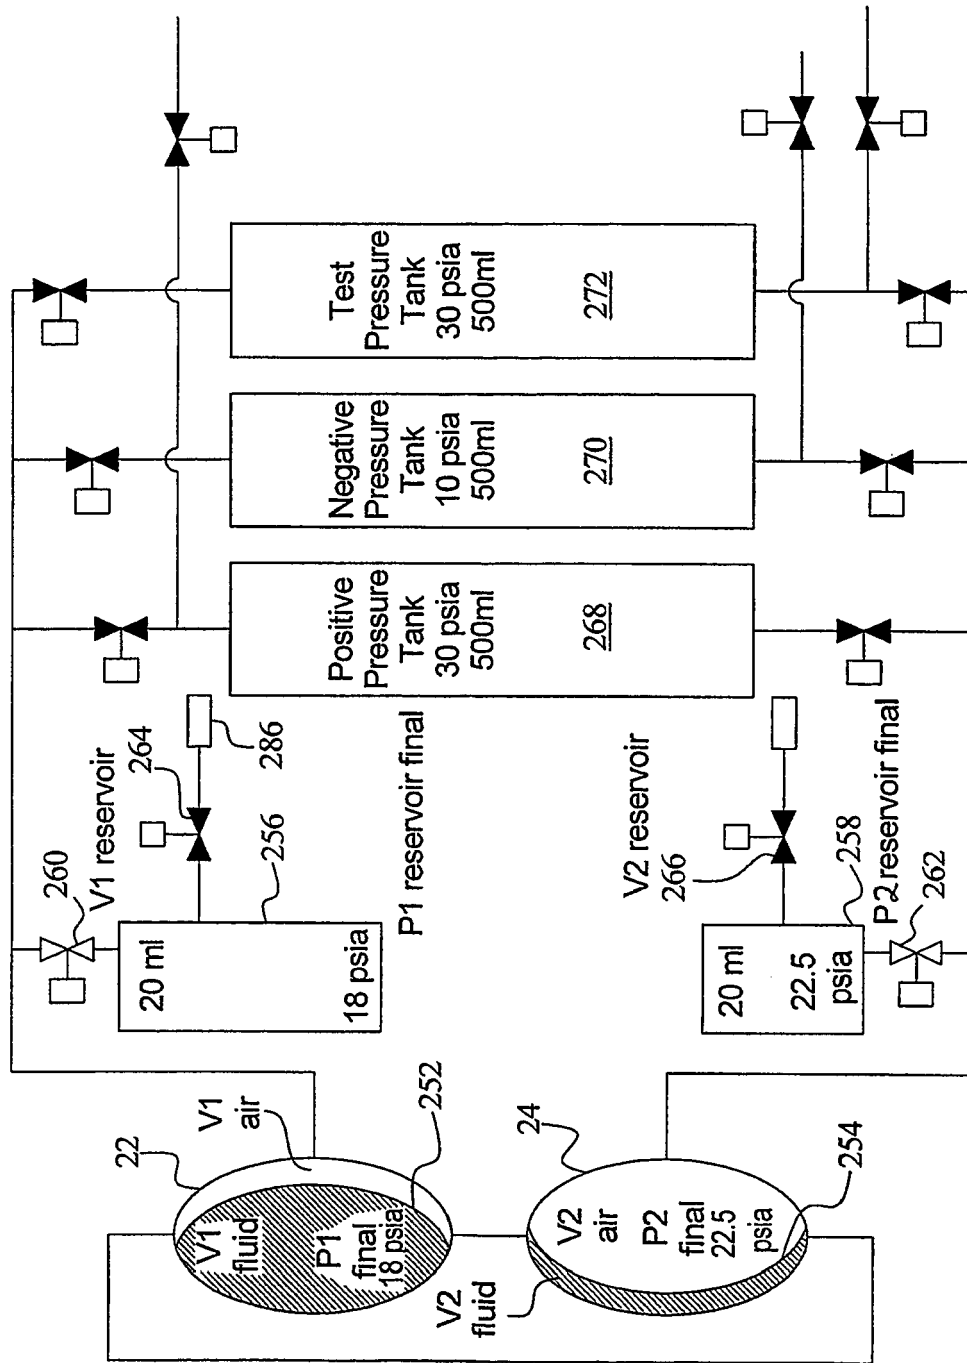 22
V1
air
V1
fluid
P1
final
18 psia
252
V2
fluid
24
V2
air
P2
final
22.5
psia
254
260
V1 reservoir
264
286
20 ml
18 psia
256
P1 reservoir final
V2 reservoir
266
20 ml
22.5
psia
258
P2 reservoir final
262
Positive
Pressure
Tank
30 psia
500ml
268
Negative
Pressure
Tank
10 psia
500ml
270
Test
Pressure
Tank
30 psia
500ml
272